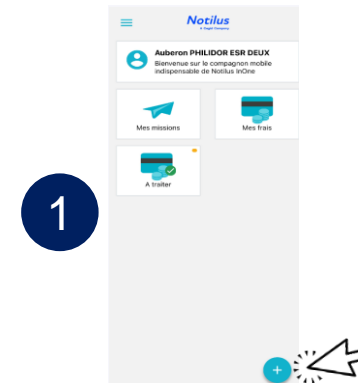 Notilus
A Dagili Company
Auberon PHILIDOR ESR DEUX
Bienvenue sur le compagnon mobile
indispensable de Notilus InOne
Mes missions
Mes frais
A traiter
1
+